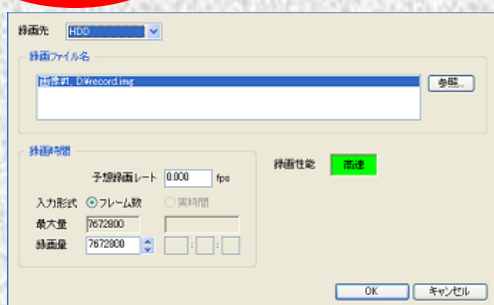 録画先 HDD
録画ファイル名
画像#1, D:¥record.img
参照...
録画時間
予想録画レート 0.000 fps
録画性能 高速
入力形式 フレーム数 実時間
最大量 7672800
録画量 7672800 : :
OK キャンセル